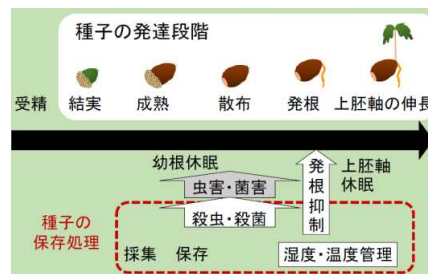 種子の発達段階
受精 結実 成熟 散布 発根 上胚軸の伸長
幼根休眠
発根抑制
上胚軸
休眠
虫害・菌害
殺虫・殺菌
種子の
保存処理
採集 保存
湿度・温度管理